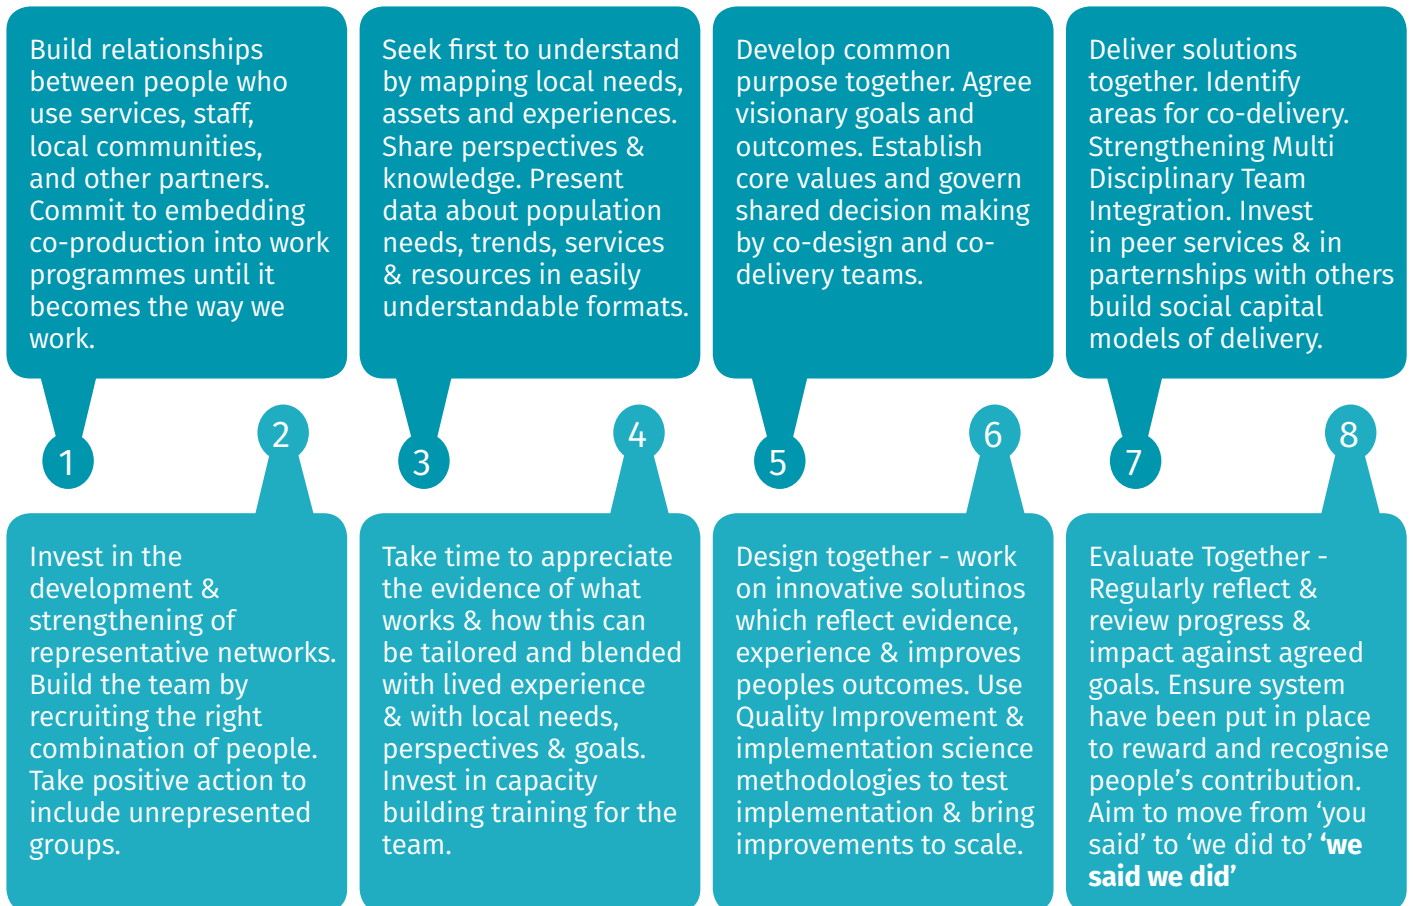 Build relationships
between people who
use services, staff,
local communities,
and other partners.
Commit to embedding
co-production into work
programmes until it
becomes the way we
work.
1
Invest in the
development &
strengthening of
representative networks.
Build the team by
recruiting the right
combination of people.
Take positive action to
include unrepresented
groups.
2
Seek first to understand
by mapping local needs,
assets and experiences.
Share perspectives &
knowledge. Present
data about population
needs, trends, services
& resources in easily
understandable formats.
3
Take time to appreciate
the evidence of what
works & how this can
be tailored and blended
with lived experience
& with local needs,
perspectives & goals.
Invest in capacity
building training for the
team.
4
Develop common
purpose together. Agree
visionary goals and
outcomes. Establish
core values and govern
shared decision making
by co-design and co-
delivery teams.
5
Design together - work
on innovative solutinos
which reflect evidence,
experience & improves
peoples outcomes. Use
Quality Improvement &
implementation science
methodologies to test
implementation & bring
improvements to scale.
6
Deliver solutions
together. Identify
areas for co-delivery.
Strengthening Multi
Disciplinary Team
Integration. Invest
in peer services & in
parternships with others
build social capital
models of delivery.
7
Evaluate Together -
Regularly reflect &
review progress &
impact against agreed
goals. Ensure system
have been put in place
to reward and recognise
people’s contribution.
Aim to move from ‘you
said’ to ‘we did to’ ‘we
said we did’
8